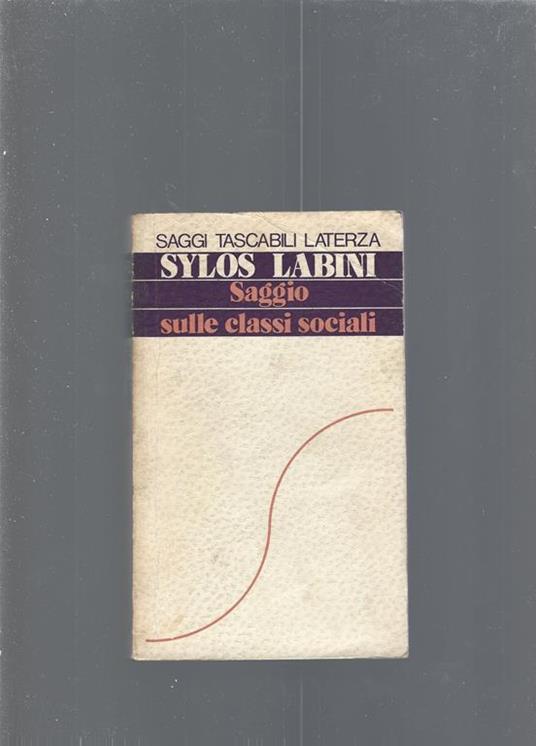 SAGGI TASCABILI LATERZA
SYLOS LABINI
Saggio
sulle classi sociali